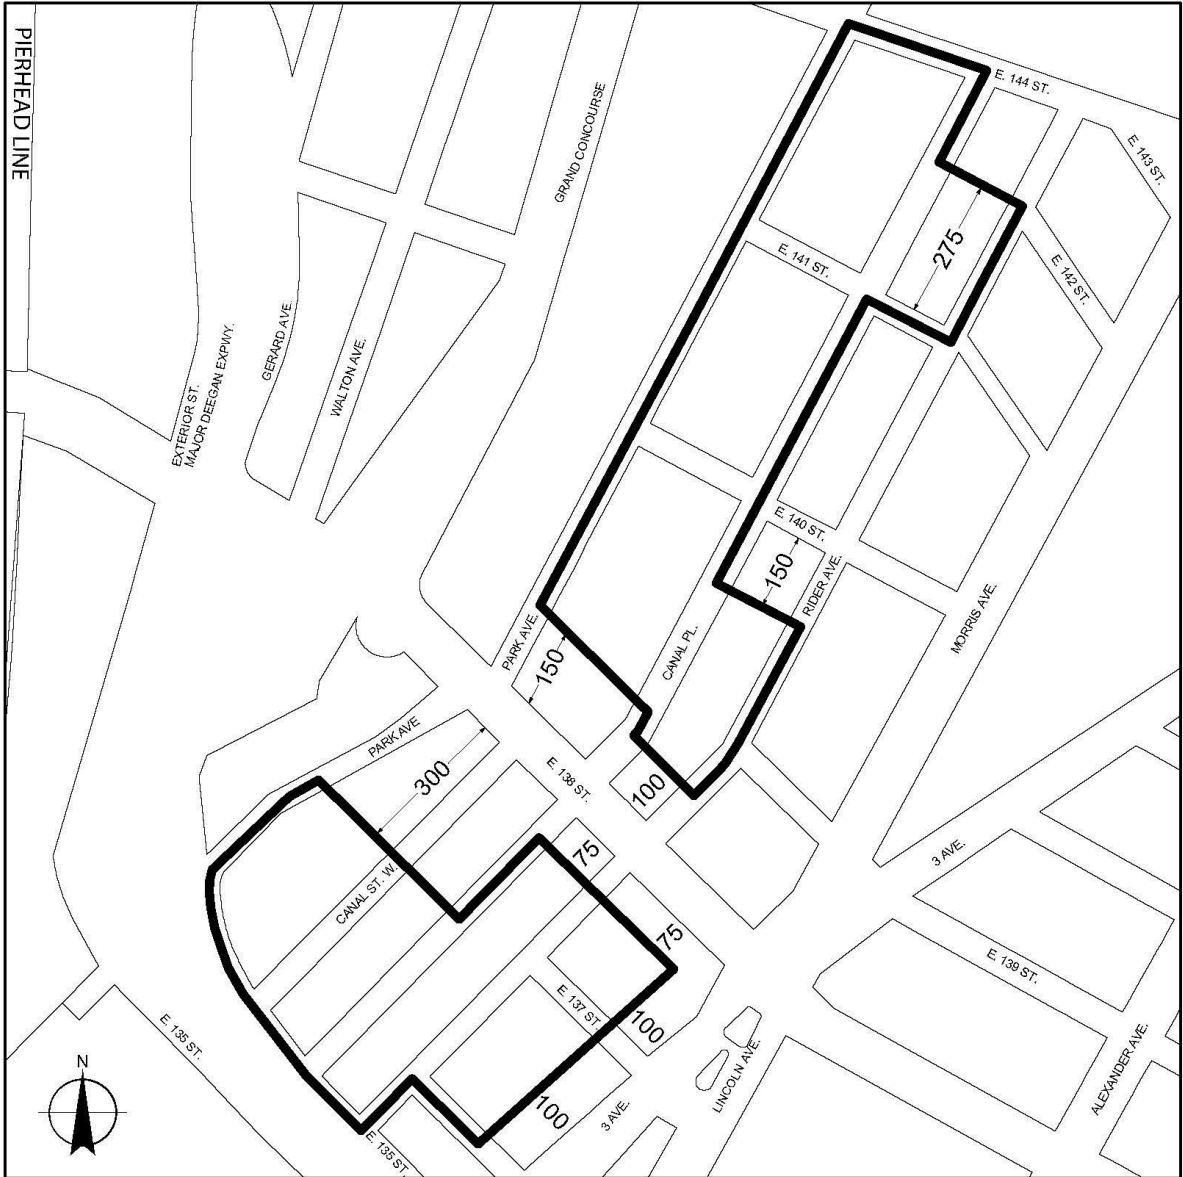 PIERHEAD LINE
E. 144 ST.
E. 143 ST.
GRAND CONCOURSE
275
E. 141 ST.
E. 142 ST.
GERARD AVE.
WALTON AVE.
EXTERIOR ST.
MAJOR DEEGAN EXPWY.
E. 140 ST.
150
RIDER AVE.
MORRIS AVE.
PARK AVE.
150
CANAL PL.
PARK AVE
300
E. 138 ST.
100
75
3 AVE.
CANAL ST. W.
75
E. 139 ST.
E. 137 ST.
100
E. 135 ST.
N
LINCOLN AVE.
ALEXANDER AVE.
100
3 AVE.
E. 135 ST.